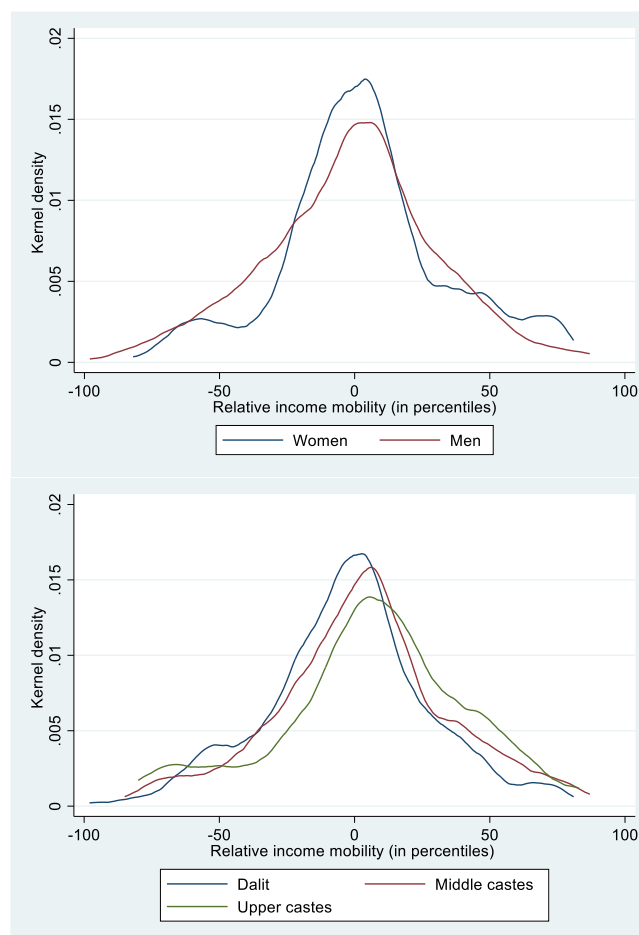 .02
.015
.01
.005
0
Kernel density
-100 -50 0 50 100
Relative income mobility (in percentiles)
Women Men
.02
.015
.01
.005
0
Kernel density
-100 -50 0 50 100
Relative income mobility (in percentiles)
Dalit Middle castes
Upper castes